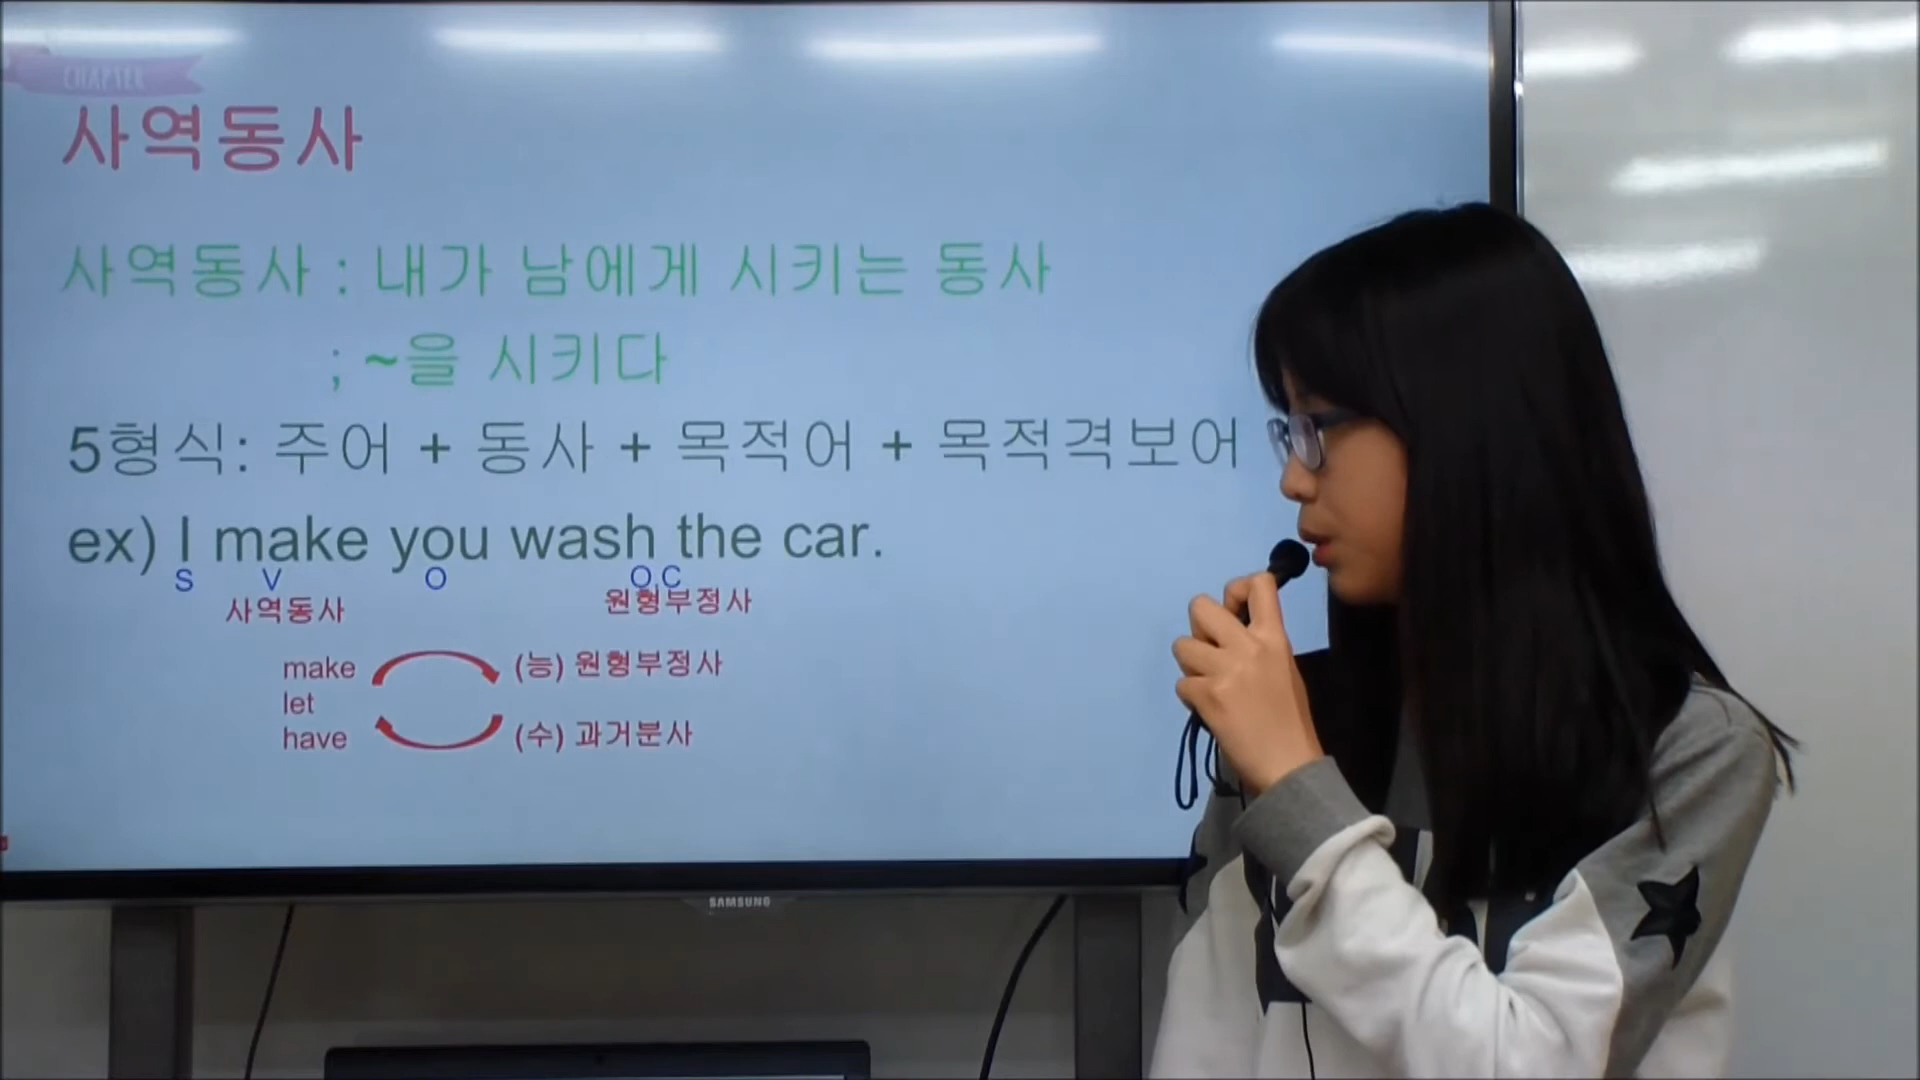 CHAPTER
사역동사
사역동사 : 내가 남에게 시키는 동사
; ~을 시키다
5형식: 주어 + 동사 + 목적어 + 목적격보어
ex) I make you wash the car.
S V O O.C
사역동사 원형부정사
make (능) 원형부정사
let
have (수) 과거분사
SAMSUNG